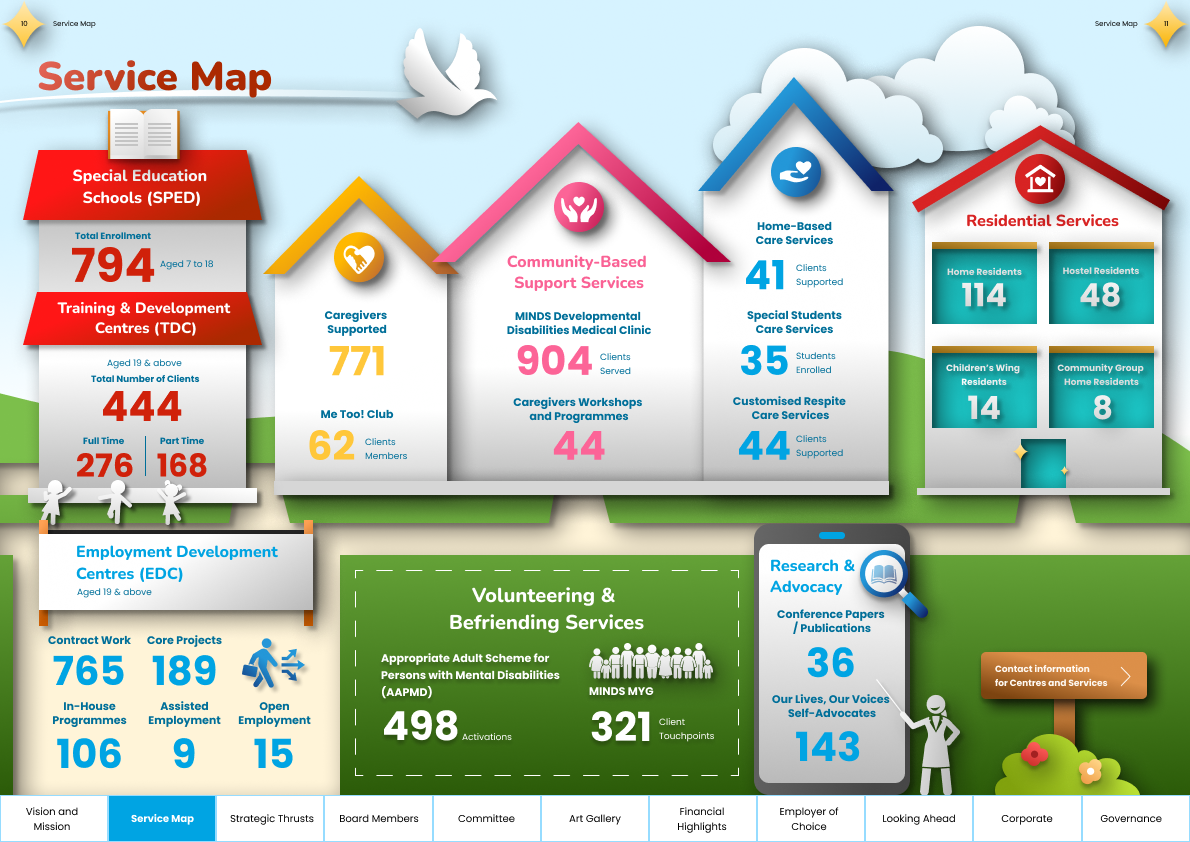 10
Service Map
Service Map
11
Service Map
Special Education
Schools (SPED)
Total Enrollment
794 Aged 7 to 18
Training & Development
Centres (TDC)
Aged 19 & above
Total Number of Clients
444
Full Time
276
Part Time
168
Caregivers
Supported
771
Me Too! Club
62 Clients
Members
Community-Based
Support Services
MINDS Developmental
Disabilities Medical Clinic
904 Clients
Served
Caregivers Workshops
and Programmes
44
Home-Based
Care Services
41 Clients
Supported
Special Students
Care Services
35 Students
Enrolled
Customised Respite
Care Services
44 Clients
Supported
Residential Services
Home Residents
114
Hostel Residents
48
Children's Wing
Residents
14
Community Group
Home Residents
8
Employment Development
Centres (EDC)
Aged 19 & above
Contract Work
765
Core Projects
189
In-House
Programmes
106
Assisted
Employment
9
Open
Employment
15
Volunteering &
Befriending Services
Appropriate Adult Scheme for
Persons with Mental Disabilities
(AAPMD)
498 Activations
MINDS MYG
321 Client
Touchpoints
Research &
Advocacy
Conference Papers
/ Publications
36
Our Lives, Our Voices
Self-Advocates
143
Contact information
for Centres and Services
Vision and
Mission
Service Map
Strategic Thrusts
Board Members
Committee
Art Gallery
Financial
Highlights
Employer of
Choice
Looking Ahead
Corporate
Governance